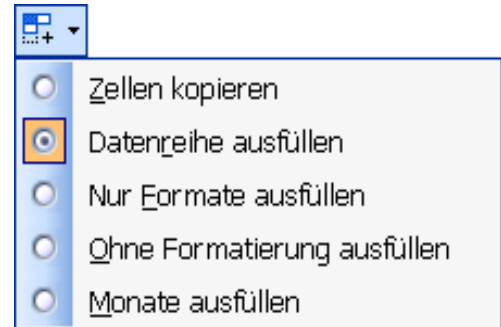 Zellen kopieren
Datenreihe ausfüllen
Nur Formate ausfüllen
Ohne Formatierung ausfüllen
Monate ausfüllen